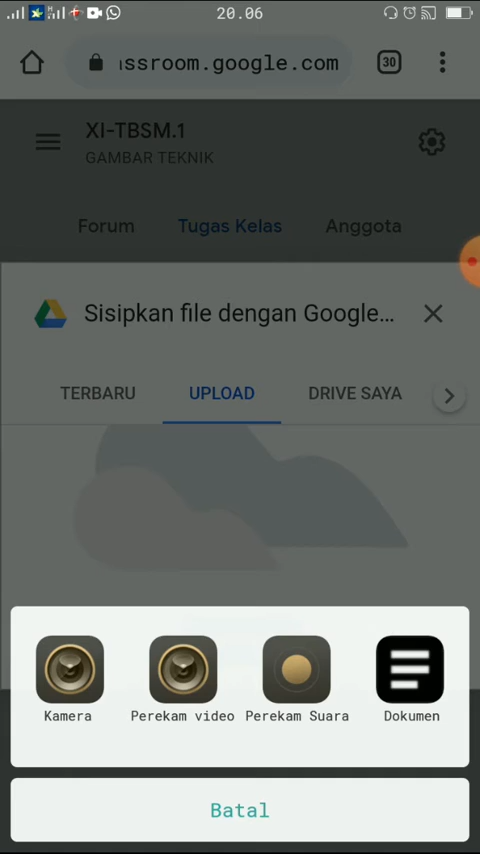 20.06
ssroom.google.com
30
XI-TBSM.1
GAMBAR TEKNIK
Forum
Tugas Kelas
Anggota
Sisipkan file dengan Google...
TERBARU
UPLOAD
DRIVE SAYA
Kamera
Perekam video
Perekam Suara
Dokumen
Batal